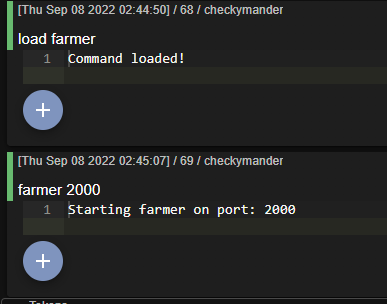 [Thu Sep 08 2022 02:44:50] / 68 / checkymander
load farmer
1 Command loaded!
[Thu Sep 08 2022 02:45:07] / 69 / checkymander
farmer 2000
1 Starting farmer on port: 2000
Tokens